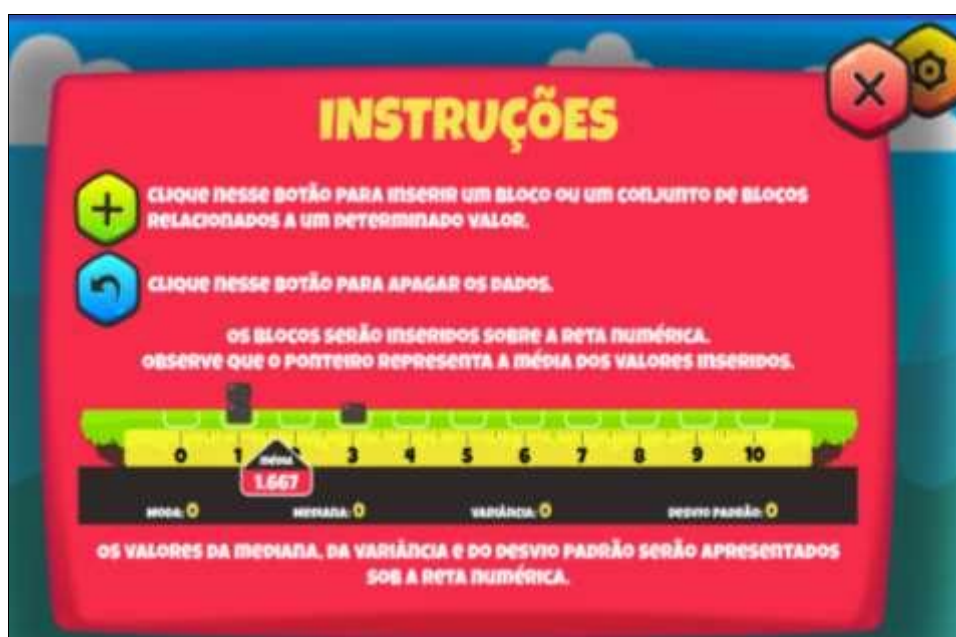 INSTRUÇÕES
CLIQUE NESSE BOTÃO PARA INSERIR UM BLOCO OU UM CONJUNTO DE BLOCOS
RELACIONADOS A UM DETERMINADO VALOR.
CLIQUE NESSE BOTÃO PARA APAGAR OS DADOS.
OS BLOCOS SERÃO INSERIDOS SOBRE A RETA NUMÉRICA.
OBSERVE QUE O PONTEIRO REPRESENTA A MÉDIA DOS VALORES INSERIDOS.
0 1 2 3 4 5 6 7 8 9 10
MÉDIA
1.667
MODA: 0 MEDIANA: 0 VARIÂNCIA: 0 DESVIO PADRÃO: 0
OS VALORES DA MEDIANA, DA VARIÂNCIA E DO DESVIO PADRÃO SERÃO APRESENTADOS
SOB A RETA NUMÉRICA.